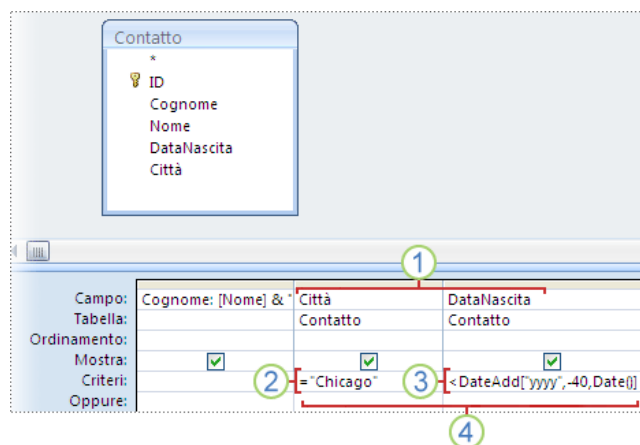 Contatto
*
ID
Cognome
Nome
DataNascita
Città
1
Campo: Cognome: [Nome] & " Città DataNascita
Tabella: Contatto Contatto
Ordinamento:
Mostra:
Criteri: 2 ="Chicago" 3 <DateAdd["yyyy",-40,Date()]
Oppure:
4